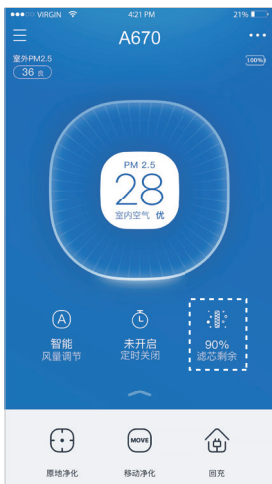 VIRGIN 4:21 PM 21%
A670
室外PM2.5
36 良
100%
PM 2.5
28
室内空气 优
A
智能 未开启 90%
风量调节 定时关闭 滤芯剩余
MOVE
原地净化 移动净化 回充